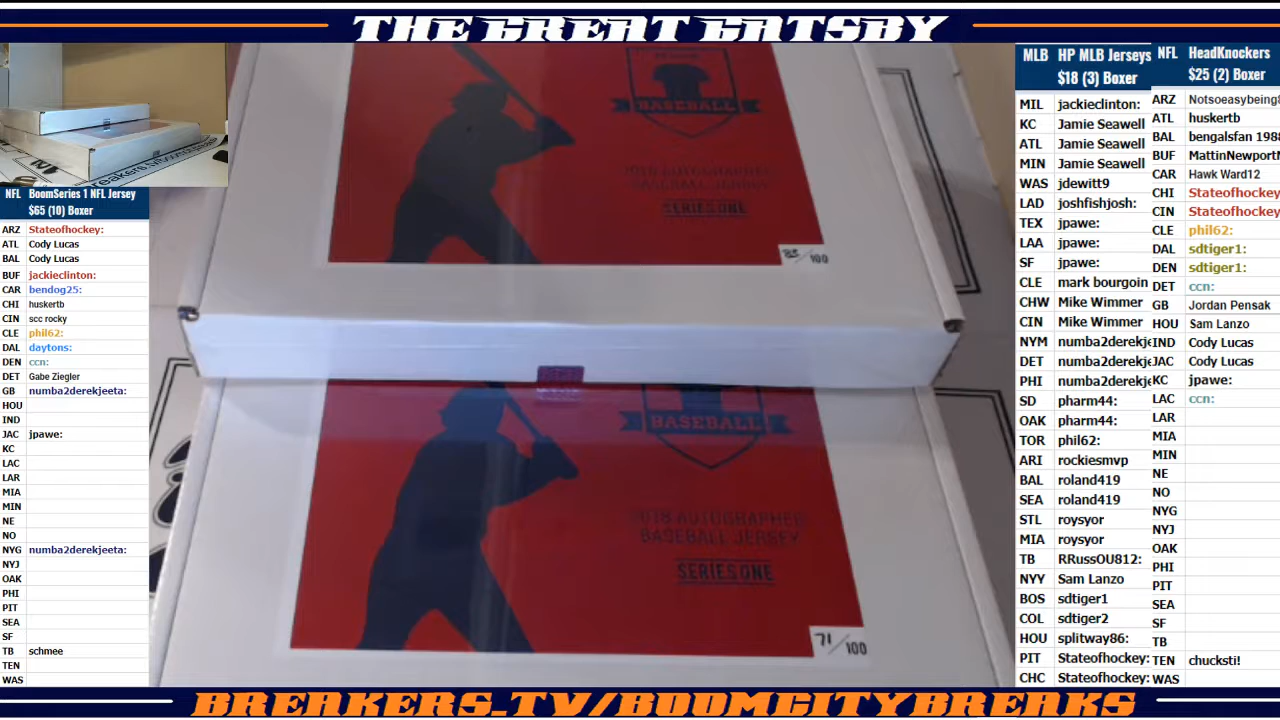 THE GREAT GATSBY
NFL BoomSeries 1 NFL Jersey
$65 (10) Boxer
ARZ Stateofhockey:
ATL Cody Lucas
BAL Cody Lucas
BUF jackieclinton:
CAR bendog25:
CHI huskertb
CIN scc rocky
CLE phil62:
DAL daytons:
DEN ccn:
DET Gabe Ziegler
GB numba2derekjeeta:
HOU
IND
JAC jpawe:
KC
LAC
LAR
MIA
MIN
NE
NO
NYG numba2derekjeeta:
NYJ
OAK
PHI
PIT
SEA
SF
TB schmee
TEN
WAS
BASEBALL
2018 AUTOGRAPHED
BASEBALL JERSEY
SERIES ONE
85/100
BASEBALL
2018 AUTOGRAPHED
BASEBALL JERSEY
SERIES ONE
71/100
MLB HP MLB Jerseys
$18 (3) Boxer
MIL jackieclinton:
KC Jamie Seawell
ATL Jamie Seawell
MIN Jamie Seawell
WAS jdewitt9
LAD joshfishjosh:
TEX jpawe:
LAA jpawe:
SF jpawe:
CLE mark bourgoin
CHW Mike Wimmer
CIN Mike Wimmer
NYM numba2derekje
DET numba2derekje
PHI numba2derekje
SD pharm44:
OAK pharm44:
TOR phil62:
ARI rockiesmvp
BAL roland419
SEA roland419
STL roysyor
MIA roysyor
TB RRussOU812:
NYY Sam Lanzo
BOS sdtiger1
COL sdtiger2
HOU splitway86:
PIT Stateofhockey:
CHC Stateofhockey:
NFL HeadKnockers
$25 (2) Boxer
ARZ Notsoeasybeing
ATL huskertb
BAL bengalsfan 1988
BUF MattinNewport
CAR Hawk Ward12
CHI Stateofhockey
CIN Stateofhockey
CLE phil62:
DAL sdtiger1:
DEN sdtiger1:
DET ccn:
GB Jordan Pensak
HOU Sam Lanzo
IND Cody Lucas
JAC Cody Lucas
KC jpawe:
LAC ccn:
LAR
MIA
MIN
NE
NO
NYG
NYJ
OAK
PHI
PIT
SEA
SF
TB
TEN chucksti!
WAS
BREAKERS.TV/BOOMCITYBREAKS